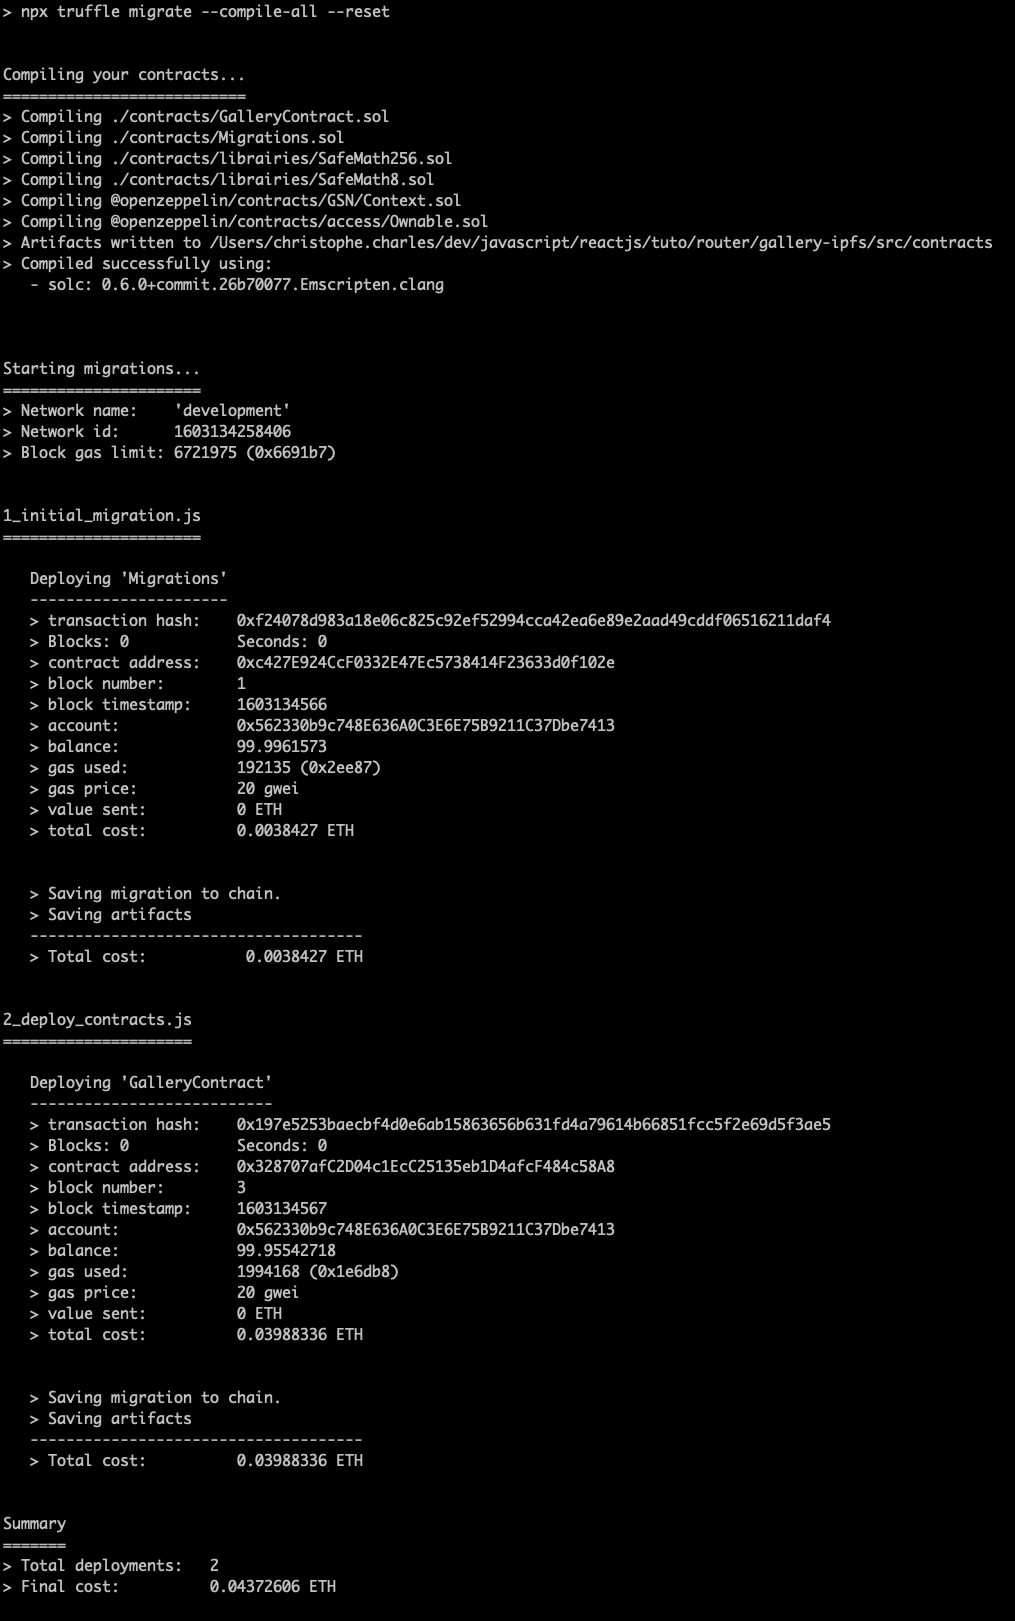 > npx truffle migrate --compile-all --reset
Compiling your contracts...
===========================
> Compiling ./contracts/GalleryContract.sol
> Compiling ./contracts/Migrations.sol
> Compiling ./contracts/librairies/SafeMath256.sol
> Compiling ./contracts/librairies/SafeMath8.sol
> Compiling @openzeppelin/contracts/GSN/Context.sol
> Compiling @openzeppelin/contracts/access/Ownable.sol
> Artifacts written to /Users/christophe.charles/dev/javascript/reactjs/tuto/router/gallery-ipfs/src/contracts
> Compiled successfully using:
   - solc: 0.6.0+commit.26b70077.Emscripten.clang
Starting migrations...
======================
> Network name:    'development'
> Network id:      1603134258406
> Block gas limit: 6721975 (0x6691b7)
1_initial_migration.js
======================
   Deploying 'Migrations'
   ----------------------
   > transaction hash:    0xf24078d983a18e06c825c92ef52994cca42ea6e89e2aad49cddf06516211daf4
   > Blocks: 0            Seconds: 0
   > contract address:    0xc427E924CcF0332E47Ec5738414F23633d0f102e
   > block number:        1
   > block timestamp:     1603134566
   > account:             0x562330b9c748E636A0C3E6E75B9211C37Dbe7413
   > balance:             99.9961573
   > gas used:            192135 (0x2ee87)
   > gas price:           20 gwei
   > value sent:          0 ETH
   > total cost:          0.0038427 ETH
   > Saving migration to chain.
   > Saving artifacts
   -------------------------------------
   > Total cost:           0.0038427 ETH
2_deploy_contracts.js
=====================
   Deploying 'GalleryContract'
   ---------------------------
   > transaction hash:    0x197e5253baecbf4d0e6ab15863656b631fd4a79614b66851fcc5f2e69d5f3ae5
   > Blocks: 0            Seconds: 0
   > contract address:    0x328707afC2D04c1EcC25135eb1D4afcF484c58A8
   > block number:        3
   > block timestamp:     1603134567
   > account:             0x562330b9c748E636A0C3E6E75B9211C37Dbe7413
   > balance:             99.95542718
   > gas used:            1994168 (0x1e6db8)
   > gas price:           20 gwei
   > value sent:          0 ETH
   > total cost:          0.03988336 ETH
   > Saving migration to chain.
   > Saving artifacts
   -------------------------------------
   > Total cost:          0.03988336 ETH
Summary
=======
> Total deployments:   2
> Final cost:          0.04372606 ETH